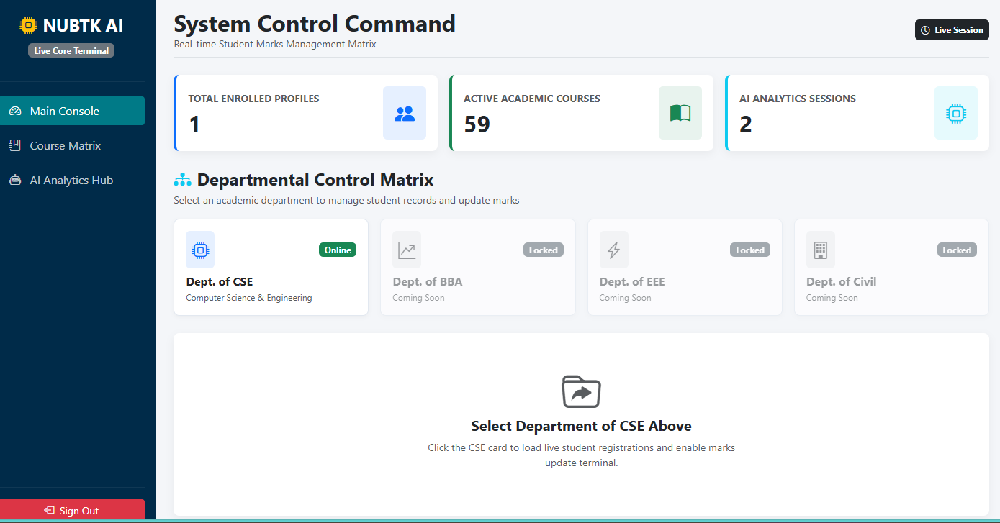 NUBTK AI
Live Core Terminal
Main Console
Course Matrix
AI Analytics Hub
Sign Out
System Control Command
Real-time Student Marks Management Matrix
Live Session
TOTAL ENROLLED PROFILES
1
ACTIVE ACADEMIC COURSES
59
AI ANALYTICS SESSIONS
2
Departmental Control Matrix
Select an academic department to manage student records and update marks
Online
Dept. of CSE
Computer Science & Engineering
Locked
Dept. of BBA
Coming Soon
Locked
Dept. of EEE
Coming Soon
Locked
Dept. of Civil
Coming Soon
Select Department of CSE Above
Click the CSE card to load live student registrations and enable marks
update terminal.